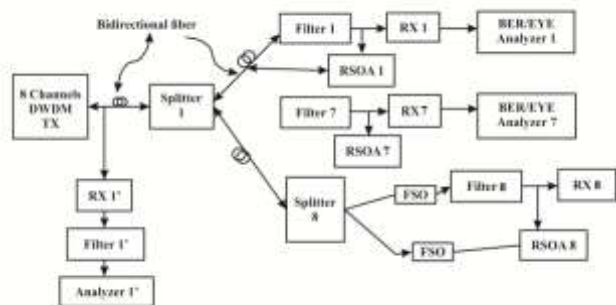 Bidirectional fiber
8 Channels
DWDM
TX
Splitter
1
Filter 1
RX 1
BER/EYE
Analyzer 1
RSOA 1
Filter 7
RX7
BER/EYE
Analyzer 7
RSOA 7
RX 1'
Filter 1'
Analyzer 1'
Splitter
8
FSO
Filter 8
RX 8
FSO
RSOA 8